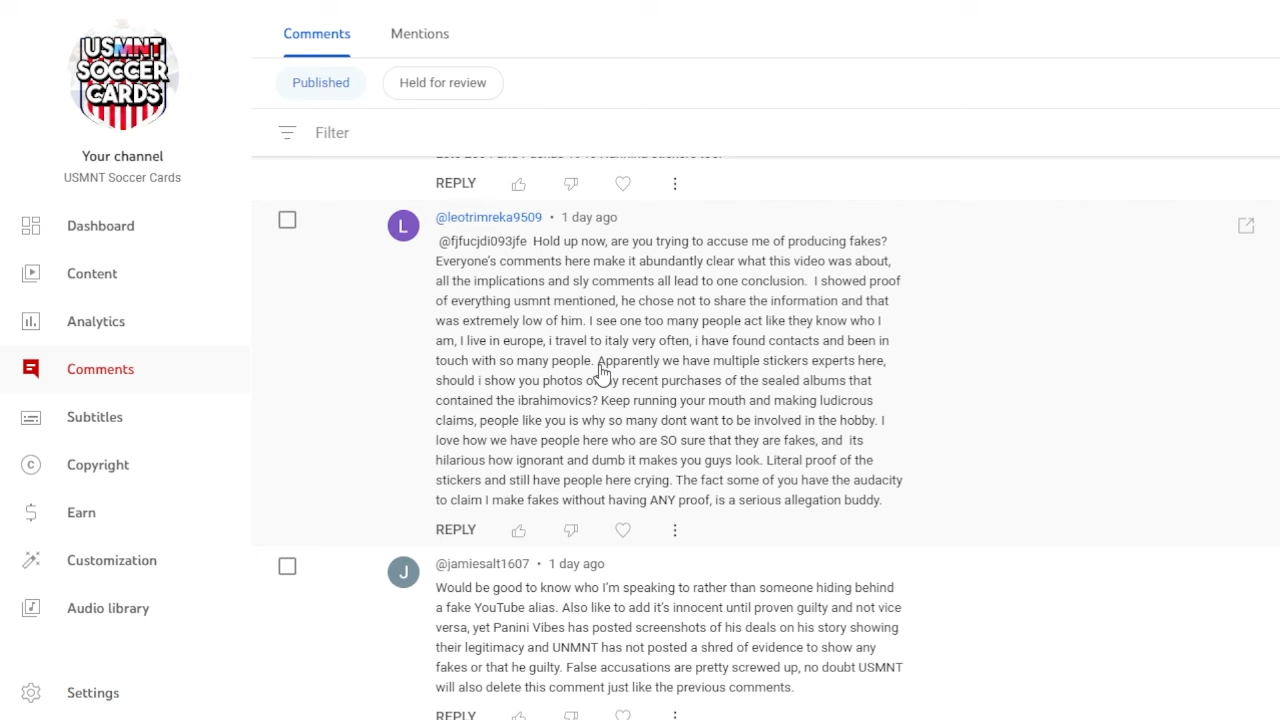 USMNT
SOCCER
CARDS
Your channel
USMNT Soccer Cards
Dashboard
Content
Analytics
Comments
Subtitles
Copyright
Earn
Customization
Audio library
Settings
Comments Mentions
Published Held for review
Filter
REPLY
L
@leotrimreka9509 • 1 day ago
@fjfucjdi093jfe Hold up now, are you trying to accuse me of producing fakes?
Everyone's comments here make it abundantly clear what this video was about,
all the implications and sly comments all lead to one conclusion. I showed proof
of everything usmnt mentioned, he chose not to share the information and that
was extremely low of him. I see one too many people act like they know who I
am, I live in europe, i travel to italy very often, i have found contacts and been in
touch with so many people. Apparently we have multiple stickers experts here,
should i show you photos recent purchases of the sealed albums that
contained the ibrahimovics? Keep running your mouth and making ludicrous
claims, people like you is why so many dont want to be involved in the hobby. I
love how we have people here who are SO sure that they are fakes, and its
hilarious how ignorant and dumb it makes you guys look. Literal proof of the
stickers and still have people here crying. The fact some of you have the audacity
to claim I make fakes without having ANY proof, is a serious allegation buddy.
REPLY
J
@jamiesalt1607 • 1 day ago
Would be good to know who I'm speaking to rather than someone hiding behind
a fake YouTube alias. Also like to add it's innocent until proven guilty and not vice
versa, yet Panini Vibes has posted screenshots of his deals on his story showing
their legitimacy and UNMNT has not posted a shred of evidence to show any
fakes or that he guilty. False accusations are pretty screwed up, no doubt USMNT
will also delete this comment just like the previous comments.
REPLY